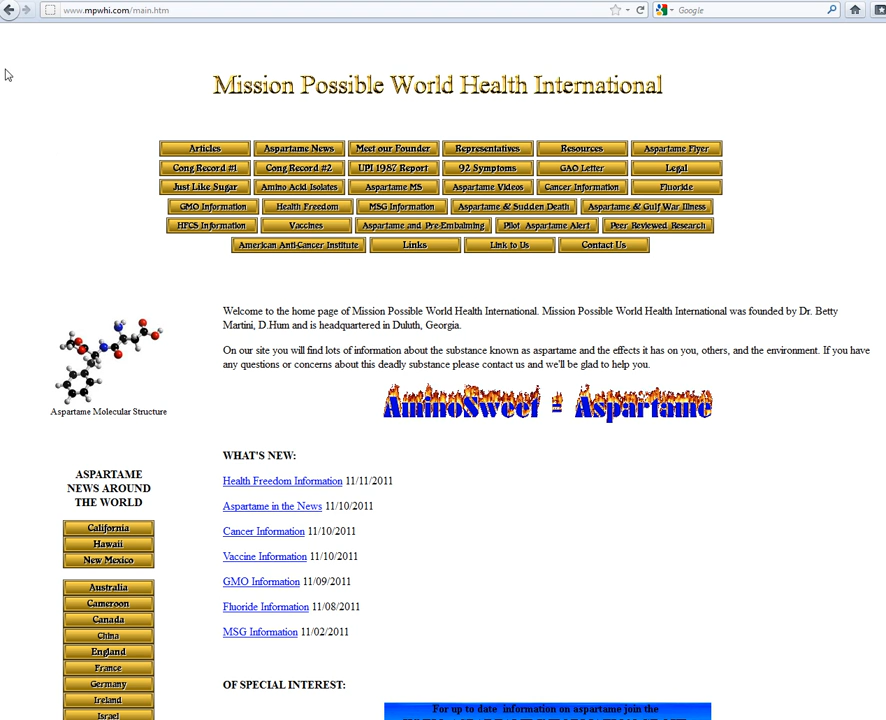 www.mpwhi.com/main.htm
Google
Mission Possible World Health International
Articles
Aspartame News
Meet our Founder
Representatives
Resources
Aspartame Flyer
Cong Record #1
Cong Record #2
UPI 1987 Report
92 Symptoms
GAO Letter
Legal
Just Like Sugar
Amino Acid Isolates
Aspartame MS
Aspartame Videos
Cancer Information
Fluoride
GMO Information
Health Freedom
MSG Information
Aspartame & Sudden Death
Aspartame & Gulf War Illness
HFCS Information
Vaccines
Aspartame and Pre-Embalming
Pilot Aspartame Alert
Peer Reviewed Research
American Anti-Cancer Institute
Links
Link to Us
Contact Us
Welcome to the home page of Mission Possible World Health International. Mission Possible World Health International was founded by Dr. Betty
Martini, D.Hum and is headquartered in Duluth, Georgia.
On our site you will find lots of information about the substance known as aspartame and the effects it has on you, others, and the environment. If you have
any questions or concerns about this deadly substance please contact us and we'll be glad to help you.
Aspartame Molecular Structure
AminoSweet = Aspartame
WHAT'S NEW:
Health Freedom Information 11/11/2011
Aspartame in the News 11/10/2011
Cancer Information 11/10/2011
Vaccine Information 11/10/2011
GMO Information 11/09/2011
Fluoride Information 11/08/2011
MSG Information 11/02/2011
ASPARTAME
NEWS AROUND
THE WORLD
California
Hawaii
New Mexico
Australia
Cameroon
Canada
China
England
France
Germany
Ireland
Israel
OF SPECIAL INTEREST:
For up to date information on aspartame join the